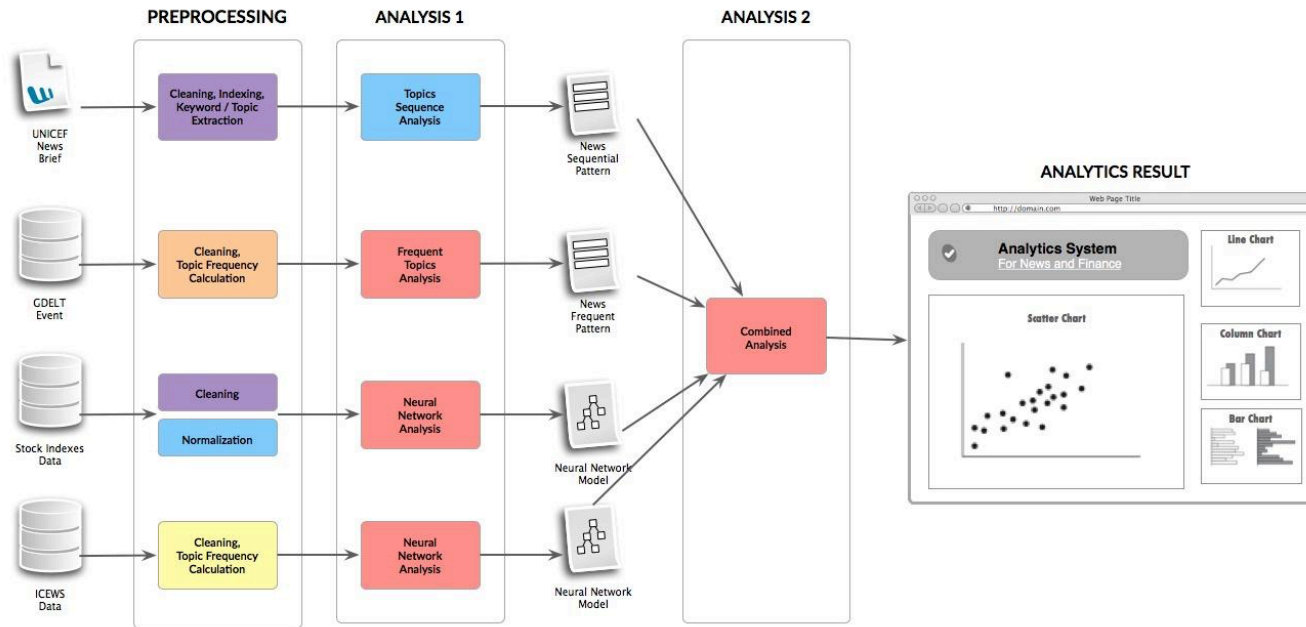 PREPROCESSING
ANALYSIS 1
ANALYSIS 2
UNICEF
News
Brief
Cleaning, Indexing,
Keyword / Topic
Extraction
Topics
Sequence
Analysis
News
Sequential
Pattern
GDELT
Event
Cleaning,
Topic Frequency
Calculation
Frequent
Topics
Analysis
News
Frequent
Pattern
Stock Indexes
Data
Cleaning
Normalization
Neural
Network
Analysis
Neural Network
Model
ICEWS
Data
Cleaning,
Topic Frequency
Calculation
Neural
Network
Analysis
Neural Network
Model
Combined
Analysis
ANALYTICS RESULT
Web Page Title
http://domain.com
Analytics System
For News and Finance
Scatter Chart
Line Chart
Column Chart
Bar Chart